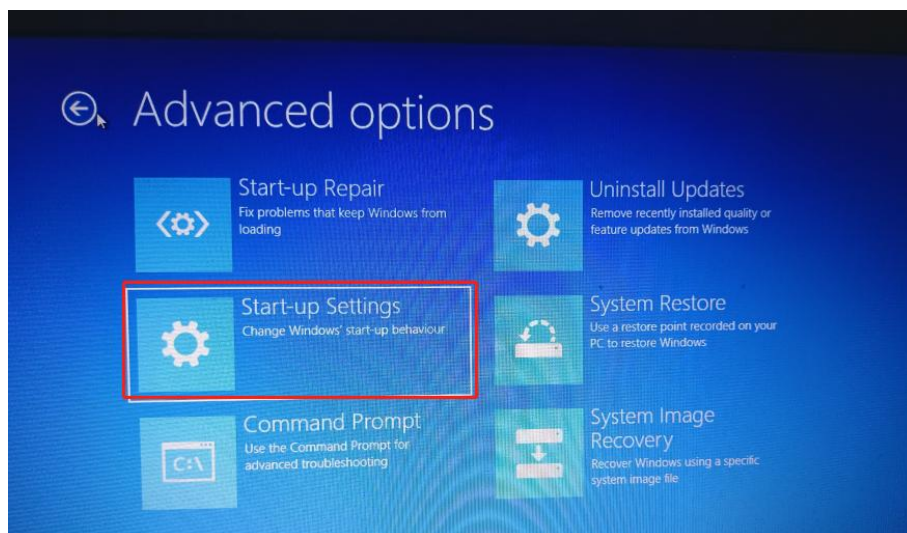 Advanced options
Start-up Repair
Fix problems that keep Windows from
loading
Uninstall Updates
Remove recently installed quality or
feature updates from Windows
Start-up Settings
Change Windows' start-up behaviour
System Restore
Use a restore point recorded on your
PC to restore Windows
Command Prompt
Use the Command Prompt for
advanced troubleshooting
C:\
System Image
Recovery
Recover Windows using a specific
system image file